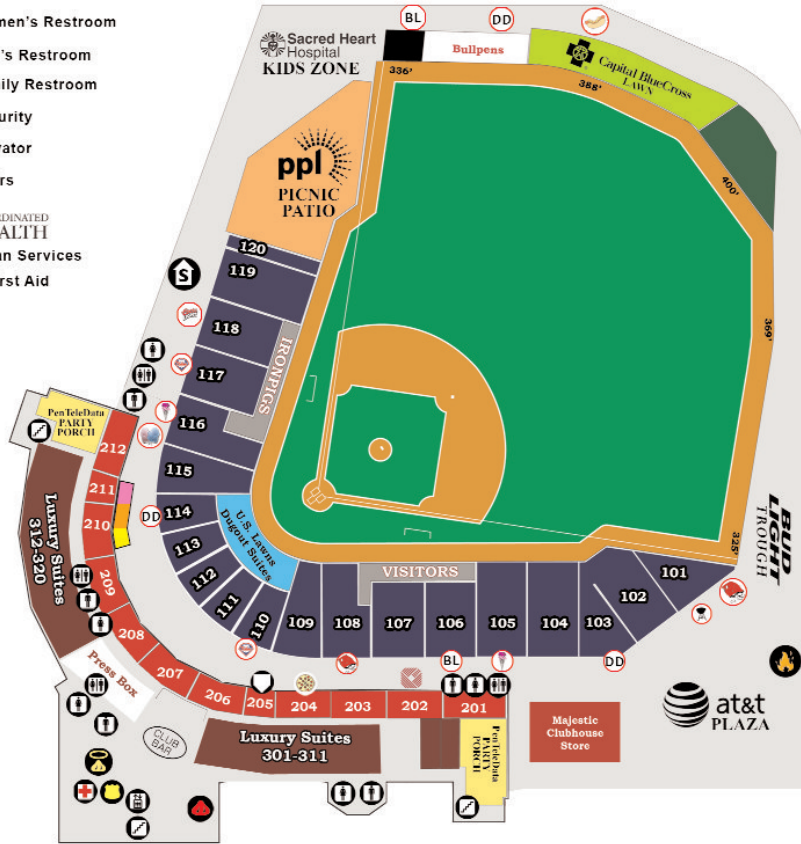 men's Restroom
's Restroom
ily Restroom
urity
ator
rs
RDINATED
ALTH
an Services
rst Aid
Sacred Heart
Hospital
KIDS ZONE
BL
DD
Bullpens
Capital BlueCross
LAWN
336'
388'
400'
369'
325'
ppl
PICNIC
PATIO
120
119
118
117
116
115
114
113
112
111
110
109
108
107
106
105
104
103
102
101
IRONPIGS
VISITORS
U.S. Lawns
Dugout Suites
S
PenTeleData
PARTY
PORCH
212
211
210
209
208
207
206
205
204
203
202
201
DD
Luxury Suites
312-320
Press Box
CLUB
BAR
Luxury Suites
301-311
BL
DD
PenTeleData
PARTY
PORCH
Majestic
Clubhouse
Store
at&t
PLAZA
BUD
LIGHT
TROUGH